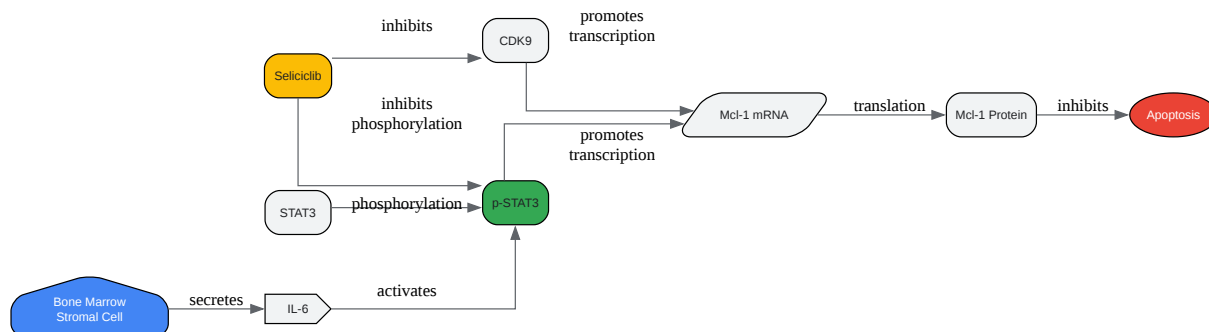 promotes
transcription
inhibits
CDK9
Seliciclib
inhibits
phosphorylation
Mcl-1 mRNA
translation
Mcl-1 Protein
inhibits
Apoptosis
promotes
transcription
STAT3
phosphorylation
p-STAT3
Bone Marrow
Stromal Cell
secretes
IL-6
activates